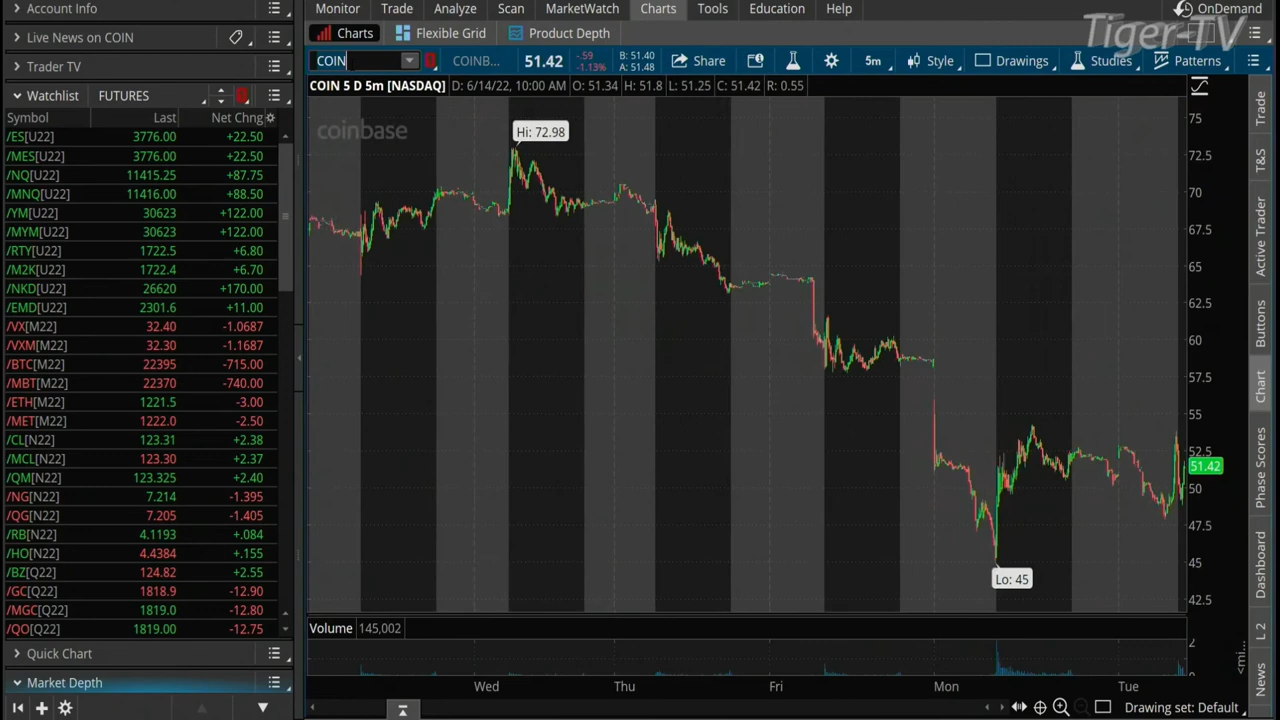 Account Info
Monitor Trade Analyze Scan MarketWatch Charts Tools Education Help
OnDemand
Tiger-TV
Live News on COIN
Charts Flexible Grid Product Depth
Trader TV
COIN COINB... 51.42 -.59 -1.13% B: 51.40 A: 51.48 Share 5m Style Drawings Studies Patterns
Watchlist FUTURES
COIN 5 D 5m [NASDAQ] D: 6/14/22, 10:00 AM O: 51.34 H: 51.8 L: 51.25 C: 51.42 R: 0.55
Symbol Last Net Chng
/ES[U22] 3776.00 +22.50
/MES[U22] 3776.00 +22.50
/NQ[U22] 11415.25 +87.75
/MNQ[U22] 11416.00 +88.50
/YM[U22] 30623 +122.00
/MYM[U22] 30623 +122.00
/RTY[U22] 1722.5 +6.80
/M2K[U22] 1722.4 +6.70
/NKD[U22] 26620 +170.00
/EMD[U22] 2301.6 +11.00
/VX[M22] 32.40 -1.0687
/VXM[M22] 32.30 -1.1687
/BTC[M22] 22395 -715.00
/MBT[M22] 22370 -740.00
/ETH[M22] 1221.5 -3.00
/MET[M22] 1222.0 -2.50
/CL[N22] 123.31 +2.38
/MCL[N22] 123.30 +2.37
/QM[N22] 123.325 +2.40
/NG[N22] 7.214 -1.395
/QG[N22] 7.205 -1.405
/RB[N22] 4.1193 +.084
/HO[N22] 4.4384 +.155
/BZ[Q22] 124.82 +2.55
/GC[Q22] 1818.9 -12.90
/MGC[Q22] 1819.0 -12.80
/QO[Q22] 1819.00 -12.75
Quick Chart
Market Depth
coinbase
Hi: 72.98
Lo: 45
75
72.5
70
67.5
65
62.5
60
57.5
55
52.5
51.42
50
47.5
45
42.5
Volume 145,002
2
1
0
<mi...
Wed Thu Fri Mon Tue
Drawing set: Default
Trade
T&S
Active Trader
Buttons
Chart
Phase Scores
Dashboard
L 2
News